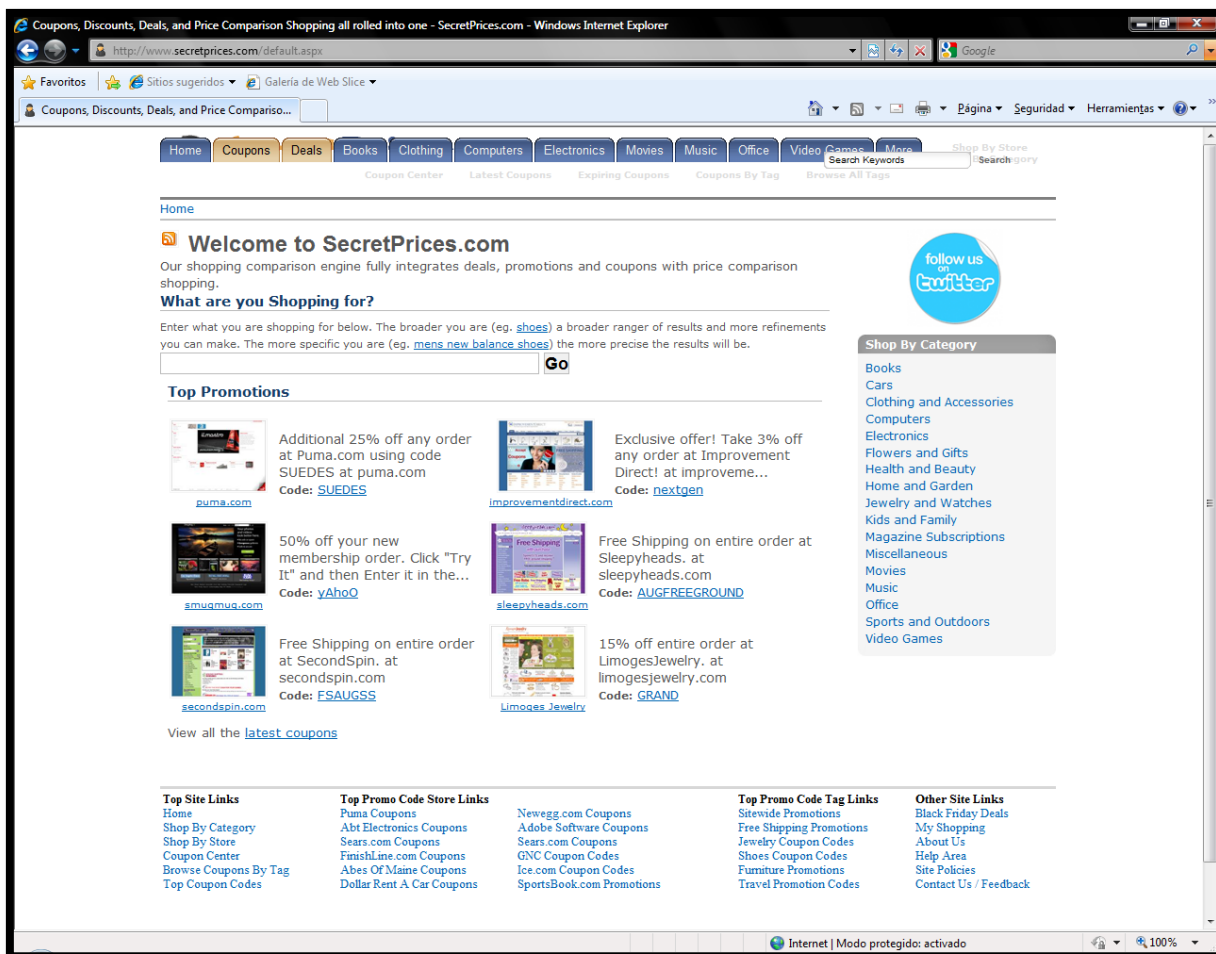 Coupons, Discounts, Deals, and Price Comparison Shopping all rolled into one - SecretPrices.com - Windows Internet Explorer
http://www.secretprices.com/default.aspx
Google
Favoritos Sitios sugeridos Galería de Web Slice
Coupons, Discounts, Deals, and Price Compariso...
Página Seguridad Herramientas
Home Coupons Deals Books Clothing Computers Electronics Movies Music Office Video Games More
Shop By Store
Search Keywords
Search
Coupon Center Latest Coupons Expiring Coupons Coupons By Tag Browse All Tags
Home
Welcome to SecretPrices.com
Our shopping comparison engine fully integrates deals, promotions and coupons with price comparison
shopping.
follow us
on
twitter
What are you Shopping for?
Enter what you are shopping for below. The broader you are (eg. shoes) a broader ranger of results and more refinements
you can make. The more specific you are (eg. mens new balance shoes) the more precise the results will be.
Go
Top Promotions
Additional 25% off any order
at Puma.com using code
SUEDES at puma.com
Code: SUEDES
puma.com
Exclusive offer! Take 3% off
any order at Improvement
Direct! at improveme...
Code: nextgen
improvementdirect.com
50% off your new
membership order. Click "Try
It" and then Enter it in the...
Code: yAhoO
smugmug.com
Free Shipping
Free Shipping on entire order at
Sleepyheads. at
sleepyheads.com
Code: AUGFREEGROUND
sleepyheads.com
Free Shipping on entire order
at SecondSpin. at
secondspin.com
Code: FSAUGSS
secondspin.com
15% off entire order at
LimogesJewelry. at
limogesjewelry.com
Code: GRAND
Limoges Jewelry
View all the latest coupons
Shop By Category
Books
Cars
Clothing and Accessories
Computers
Electronics
Flowers and Gifts
Health and Beauty
Home and Garden
Jewelry and Watches
Kids and Family
Magazine Subscriptions
Miscellaneous
Movies
Music
Office
Sports and Outdoors
Video Games
Top Site Links
Home
Shop By Category
Shop By Store
Coupon Center
Browse Coupons By Tag
Top Coupon Codes
Top Promo Code Store Links
Puma Coupons
Abt Electronics Coupons
Sears.com Coupons
FinishLine.com Coupons
Abes Of Maine Coupons
Dollar Rent A Car Coupons
Newegg.com Coupons
Adobe Software Coupons
Sears.com Coupons
GNC Coupon Codes
Ice.com Coupon Codes
SportsBook.com Promotions
Top Promo Code Tag Links
Sitewide Promotions
Free Shipping Promotions
Jewelry Coupon Codes
Shoes Coupon Codes
Furniture Promotions
Travel Promotion Codes
Other Site Links
Black Friday Deals
My Shopping
About Us
Help Area
Site Policies
Contact Us / Feedback
Internet | Modo protegido: activado
100%